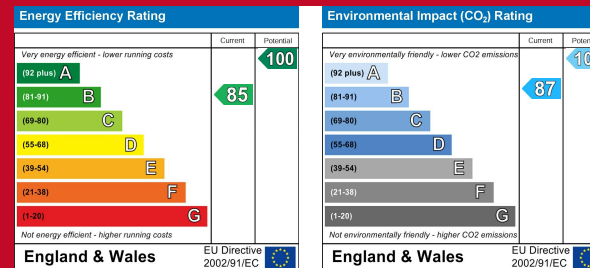 Energy Efficiency Rating
Current Potential
Very energy efficient - lower running costs
(92 plus) A
100
(81-91) B
85
(69-80) C
(55-68) D
(39-54) E
(21-38) F
(1-20) G
Not energy efficient - higher running costs
England & Wales
EU Directive
2002/91/EC
Environmental Impact (CO₂) Rating
Current Poten
Very environmentally friendly - lower CO2 emissions
(92 plus) A
10
(81-91) B
87
(69-80) C
(55-68) D
(39-54) E
(21-38) F
(1-20) G
Not environmentally friendly - higher CO2 emissions
England & Wales
EU Directive
2002/91/EC